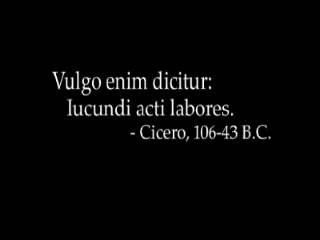 Vulgo enim dicitur:
Iucundi acti labores.
- Cicero, 106-43 B.C.